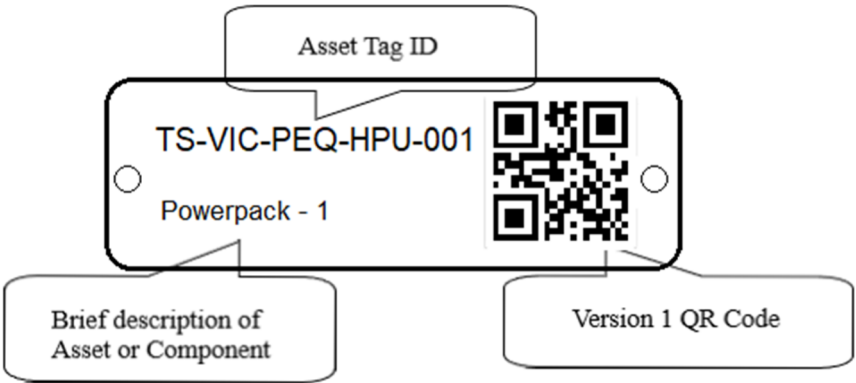 Asset Tag ID
TS-VIC-PEQ-HPU-001
Powerpack - 1
Brief description of
Asset or Component
Version 1 QR Code